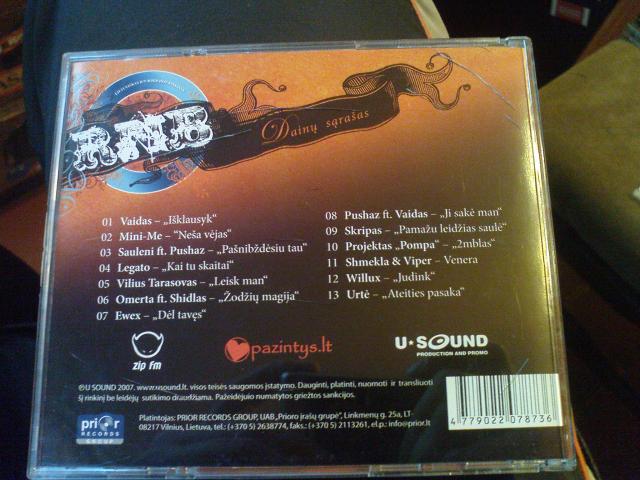 RNB
Dainų sąrašas
01 Vaidas – „Išklausyk“
02 Mini-Me – “Neša vėjas“
03 Sauleni ft. Pushaz – „Pašnibždėsiu tau“
04 Legato – „Kai tu skaitai“
05 Vilius Tarasovas – „Leisk man“
06 Omerta ft. Shidlas – „Žodžių magija“
07 Ewex – „Dėl tavęs“
08 Pushaz ft. Vaidas – „Ji sakė man“
09 Skripas – „Pamažu leidžias saulė“
10 Projektas „Pompa“ – „2mblas“
11 Shmekla & Viper – Venera
12 Willux – „Judink“
13 Urtė – „Ateities pasaka“
zip fm
pazintys.lt
U★SOUND
PRODUCTION AND PROMO
℗U SOUND 2007. www.usound.lt. visos teisės saugomos įstatymo. Dauginti, platinti, nuomoti ir transliuoti
šį rinkinį be leidėjų sutikimo draudžiama. Pažeidėjui numatytos griežtos sankcijos.
prior
RECORDS
GROUP
Platintojas: PRIOR RECORDS GROUP, UAB „Prioro įrašų grupė“, Linkmenų g. 25a, LT-
08217 Vilnius, Lietuva, tel.: (+370 5) 2638774, faks.: (+370 5) 2113261, el.p.: info@prior.lt
4 779022 078736